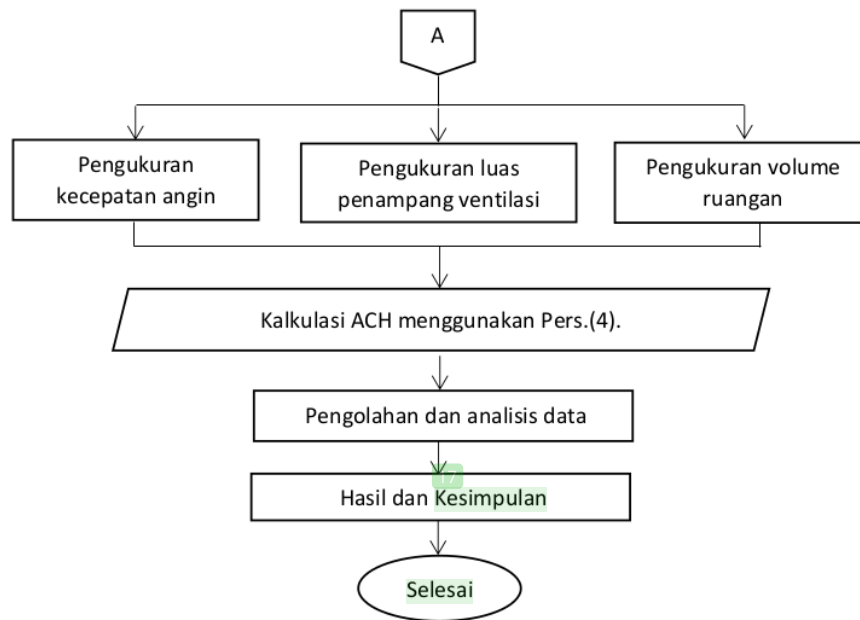 A
Pengukuran
kecepatan angin
Pengukuran luas
penampang ventilasi
Pengukuran volume
ruangan
Kalkulasi ACH menggunakan Pers.(4).
Pengolahan dan analisis data
17
Hasil dan Kesimpulan
Selesai